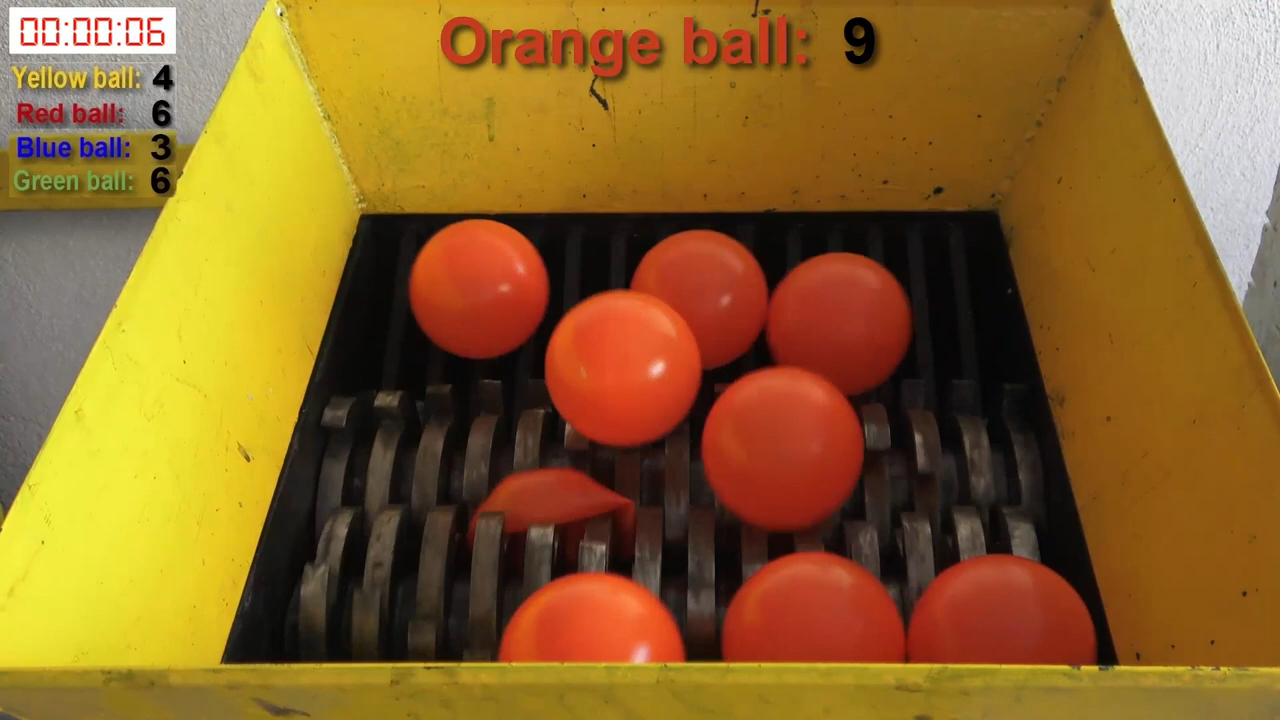 00:00:06
Orange ball: 9
Yellow ball: 4
Red ball: 6
Blue ball: 3
Green ball: 6